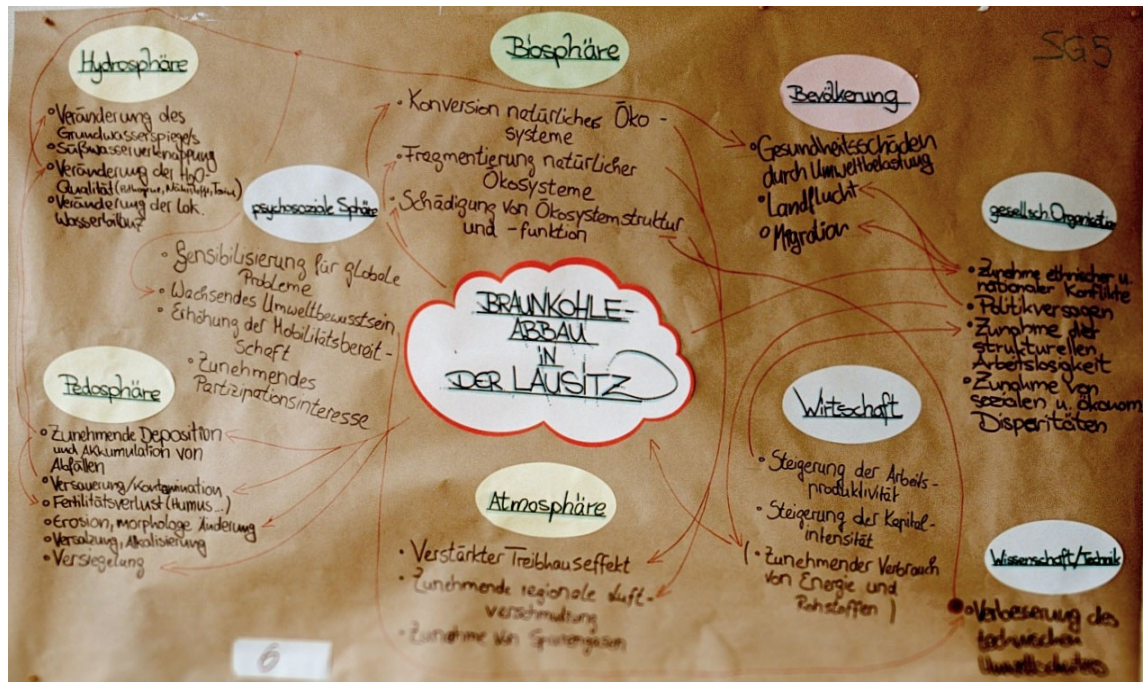 SG5
Hydrosphäre
Veränderung des
Grundwasserspiegels
Süßwasserverknappung
Veränderung der H₂O-
Qualität (Pathogene, Nährstoffe, Toxine)
Veränderung der lok.
Wasserbilanz
Biosphäre
Konversion natürlicher Öko-
systeme
Fragmentierung natürlicher
Ökosysteme
Schädigung von Ökosystemstruktur
und -funktion
Bevölkerung
Gesundheitsschäden
durch Umweltbelastung
Landflucht
Migration
psychosoziale Sphäre
Sensibilisierung für globale
Probleme
Wachsendes Umweltbewusstsein
Erhöhung der Mobilitätsbereit-
schaft
Zunehmendes
Partizipationsinteresse
gesellsch. Organisation
Zunahme ethnischer u.
nationaler Konflikte
Politikversagen
Zunahme der
strukturellen
Arbeitslosigkeit
Zunahme von
sozialen u. ökonom.
Disparitäten
BRAUNKOHLE-
ABBAU
IN
DER LAUSITZ
Pedosphäre
Zunehmende Deposition
und Akkumulation von
Abfällen
Versauerung/Kontamination
Fertilitätsverlust (Humus...)
Erosion, morphologe Änderung
Versalzung, Alkalisierung
Versiegelung
Atmosphäre
Verstärkter Treibhauseffekt
Zunehmende regionale Luft-
verschmutzung
Zunahme von Spurengasen
Wirtschaft
Steigerung der Arbeits-
produktivität
Steigerung der Kapital-
intensität
(Zunehmender Verbrauch
von Energie und
Rohstoffen)
Wissenschaft/Technik
Verbesserung des
technischen
Umweltschutzes
6